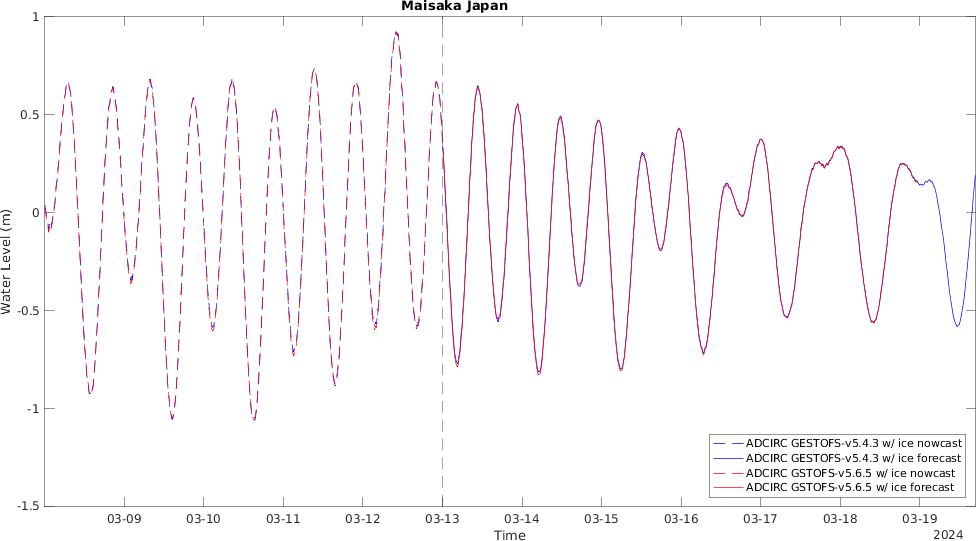 Maisaka Japan
1
0.5
0
-0.5
-1
-1.5
Water Level (m)
03-09 03-10 03-11 03-12 03-13 03-14 03-15 03-16 03-17 03-18 03-19
Time
2024
ADCIRC GESTOFS-v5.4.3 w/ ice nowcast
ADCIRC GESTOFS-v5.4.3 w/ ice forecast
ADCIRC GSTOFS-v5.6.5 w/ ice nowcast
ADCIRC GSTOFS-v5.6.5 w/ ice forecast